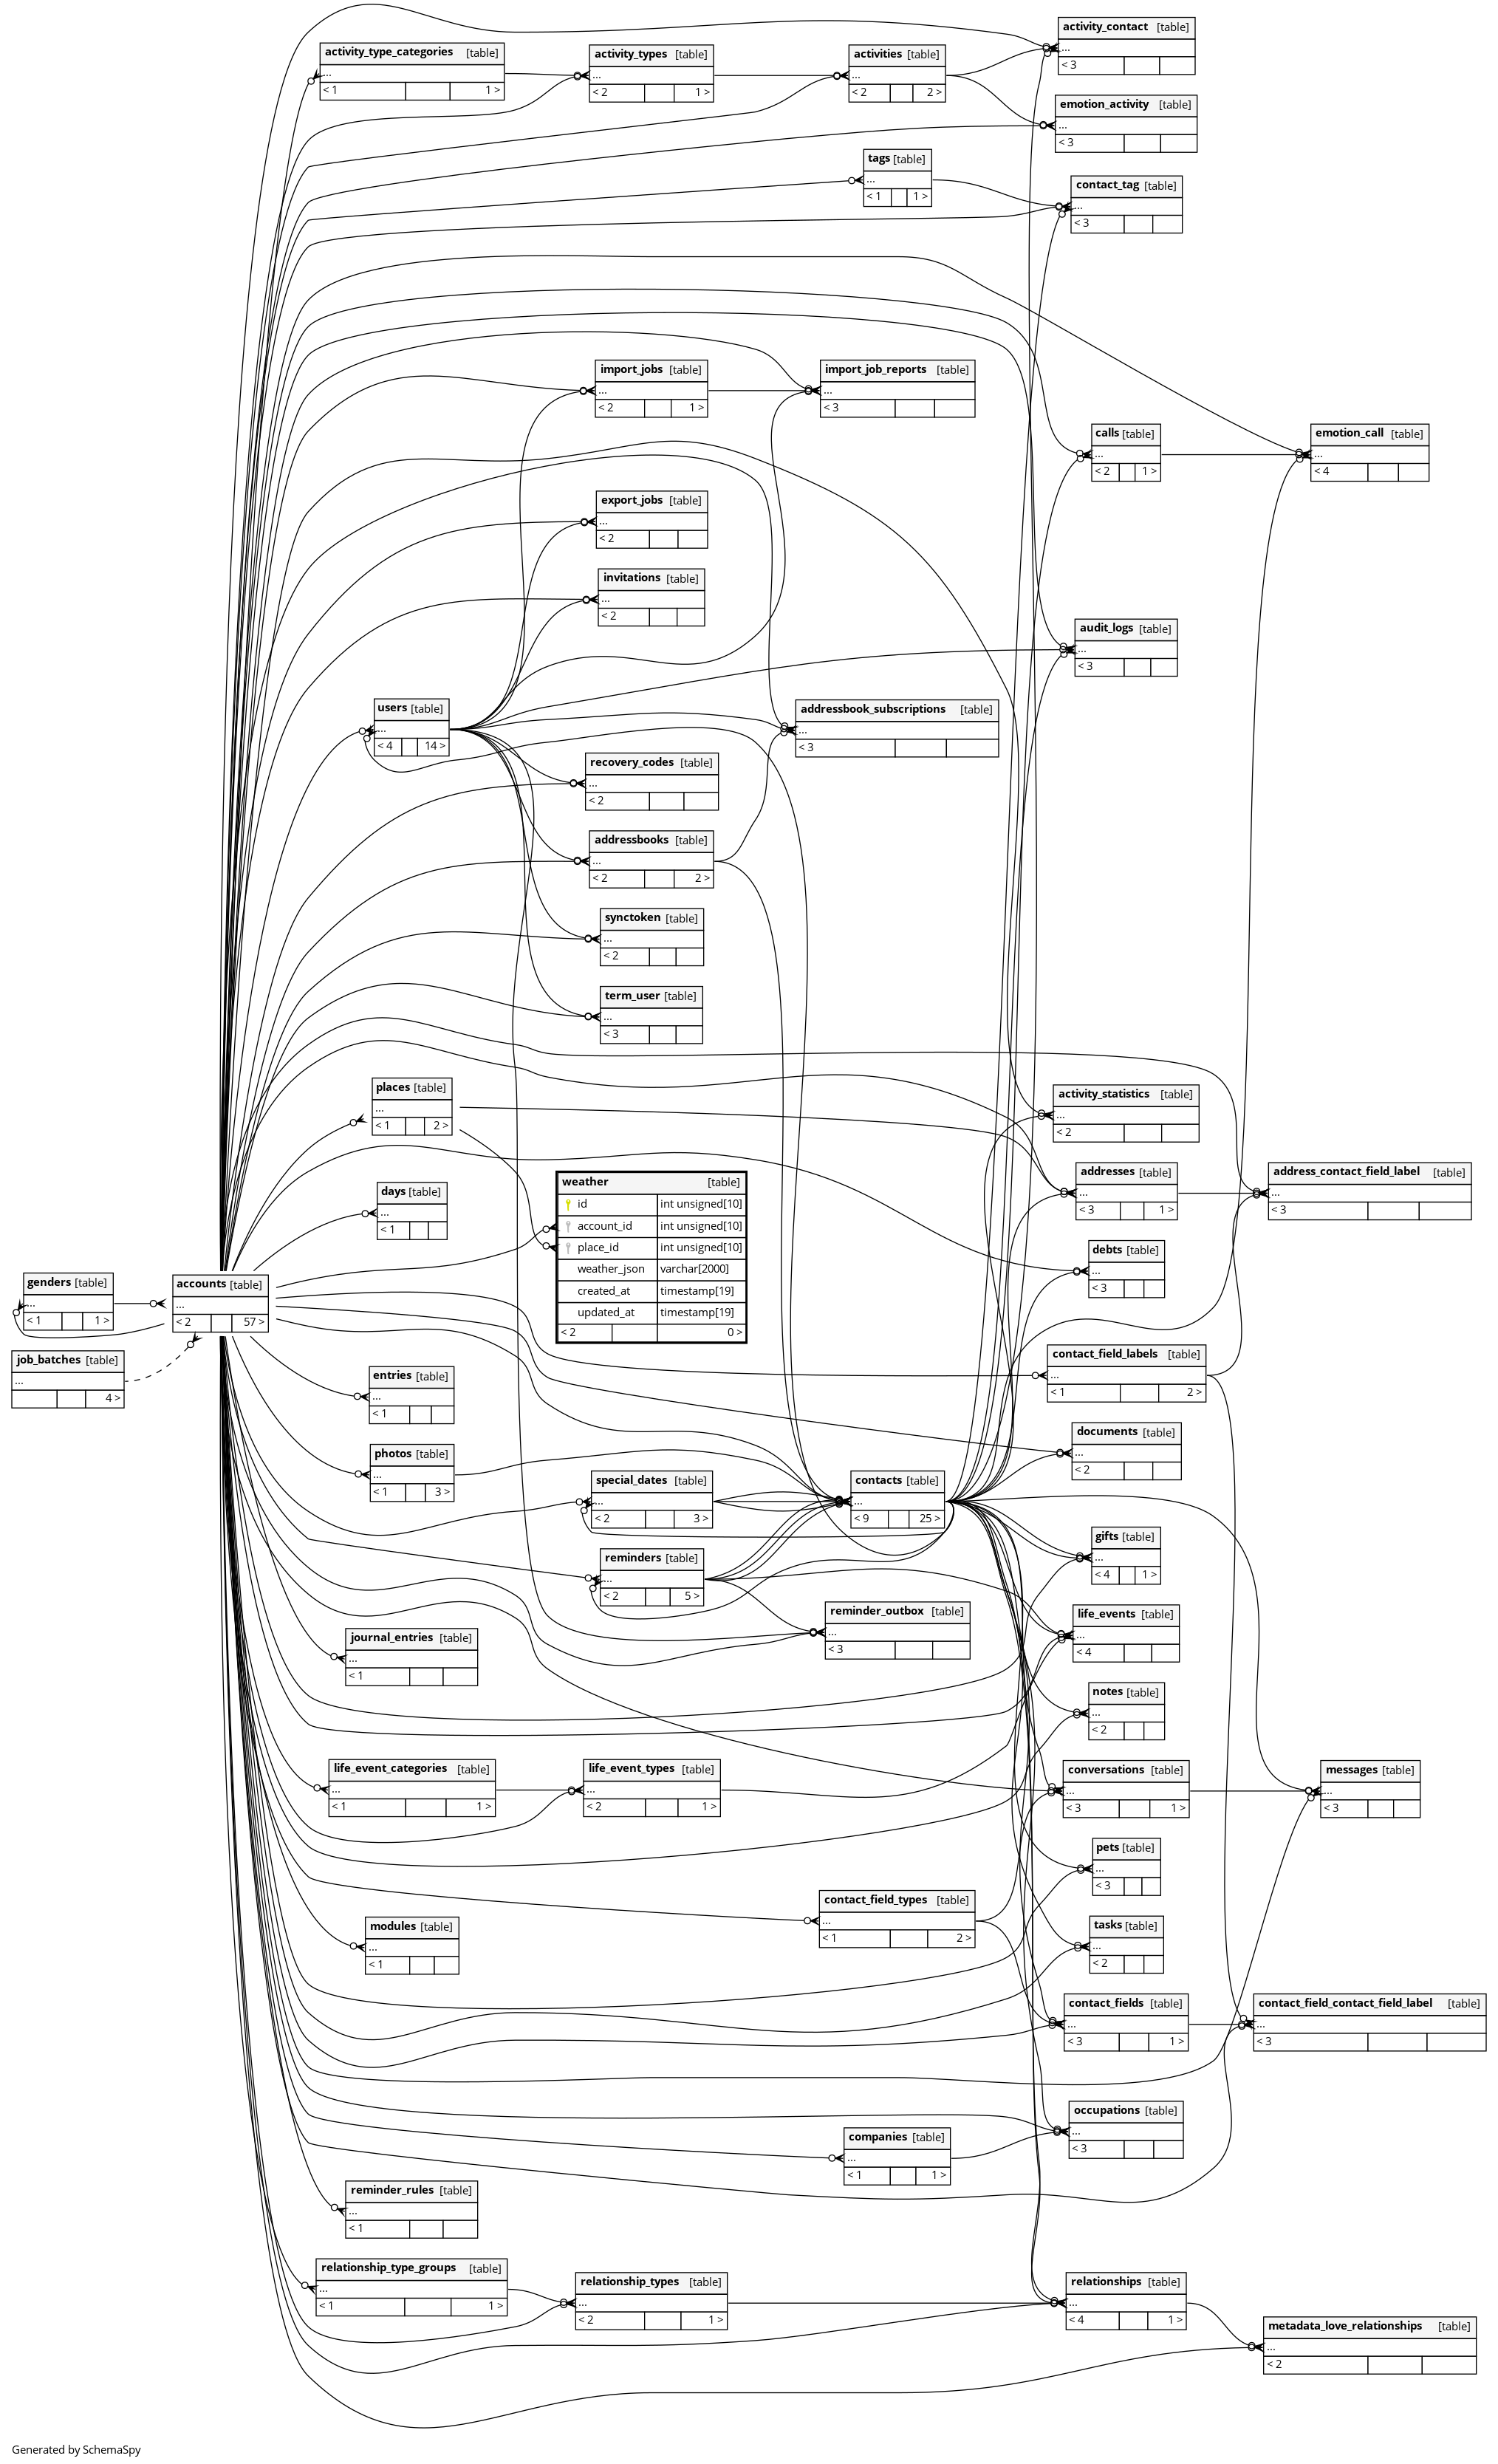 activity_contact [table]
...
< 3
activity_type_categories [table]
...
< 1 1 >
activity_types [table]
...
< 2 1 >
activities [table]
...
< 2 2 >
emotion_activity [table]
...
< 3
tags [table]
...
< 1 1 >
contact_tag [table]
...
< 3
import_jobs [table]
...
< 2 1 >
import_job_reports [table]
...
< 3
calls [table]
...
< 2 1 >
emotion_call [table]
...
< 4
export_jobs [table]
...
< 2
invitations [table]
...
< 2
audit_logs [table]
...
< 3
users [table]
...
< 4 14 >
addressbook_subscriptions [table]
...
< 3
recovery_codes [table]
...
< 2
addressbooks [table]
...
< 2 2 >
synctoken [table]
...
< 2
term_user [table]
...
< 3
places [table]
...
< 1 2 >
activity_statistics [table]
...
< 2
addresses [table]
...
< 3 1 >
address_contact_field_label [table]
...
< 3
weather [table]
id int unsigned[10]
account_id int unsigned[10]
place_id int unsigned[10]
weather_json varchar[2000]
created_at timestamp[19]
updated_at timestamp[19]
< 2 0 >
days [table]
...
< 1
debts [table]
...
< 3
genders [table]
...
< 1 1 >
accounts [table]
...
< 2 57 >
job_batches [table]
...
4 >
contact_field_labels [table]
...
< 1 2 >
entries [table]
...
< 1
documents [table]
...
< 2
photos [table]
...
< 1 3 >
special_dates [table]
...
< 2 3 >
contacts [table]
...
< 9 25 >
gifts [table]
...
< 4 1 >
reminders [table]
...
< 2 5 >
reminder_outbox [table]
...
< 3
life_events [table]
...
< 4
journal_entries [table]
...
< 1
notes [table]
...
< 2
life_event_categories [table]
...
< 1 1 >
life_event_types [table]
...
< 2 1 >
conversations [table]
...
< 3 1 >
messages [table]
...
< 3
pets [table]
...
< 3
contact_field_types [table]
...
< 1 2 >
modules [table]
...
< 1
tasks [table]
...
< 2
contact_fields [table]
...
< 3 1 >
contact_field_contact_field_label [table]
...
< 3
occupations [table]
...
< 3
companies [table]
...
< 1 1 >
reminder_rules [table]
...
< 1
relationship_type_groups [table]
...
< 1 1 >
relationship_types [table]
...
< 2 1 >
relationships [table]
...
< 4 1 >
metadata_love_relationships [table]
...
< 2
Generated by SchemaSpy